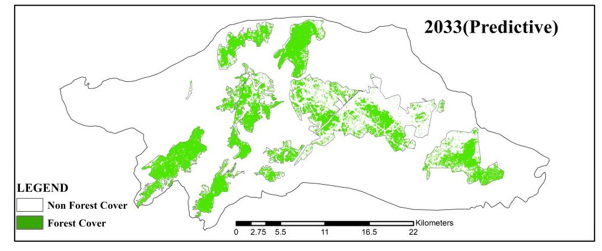 2033(Predictive)
LEGEND
Non Forest Cover
Forest Cover
Kilometers
0 2.75 5.5 11 16.5 22